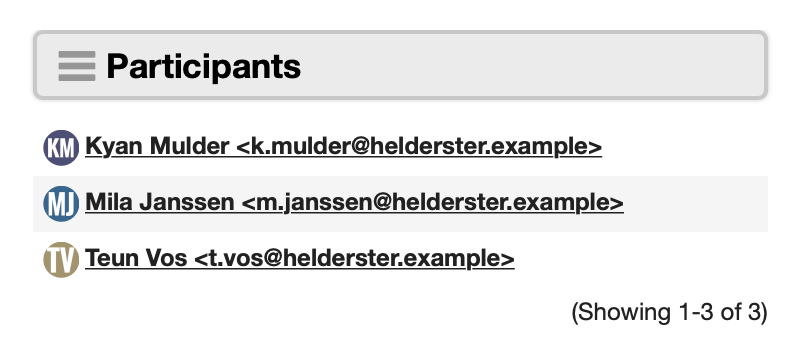 Participants
KM Kyan Mulder <k.mulder@helderster.example>
MJ Mila Janssen <m.janssen@helderster.example>
TV Teun Vos <t.vos@helderster.example>
(Showing 1-3 of 3)